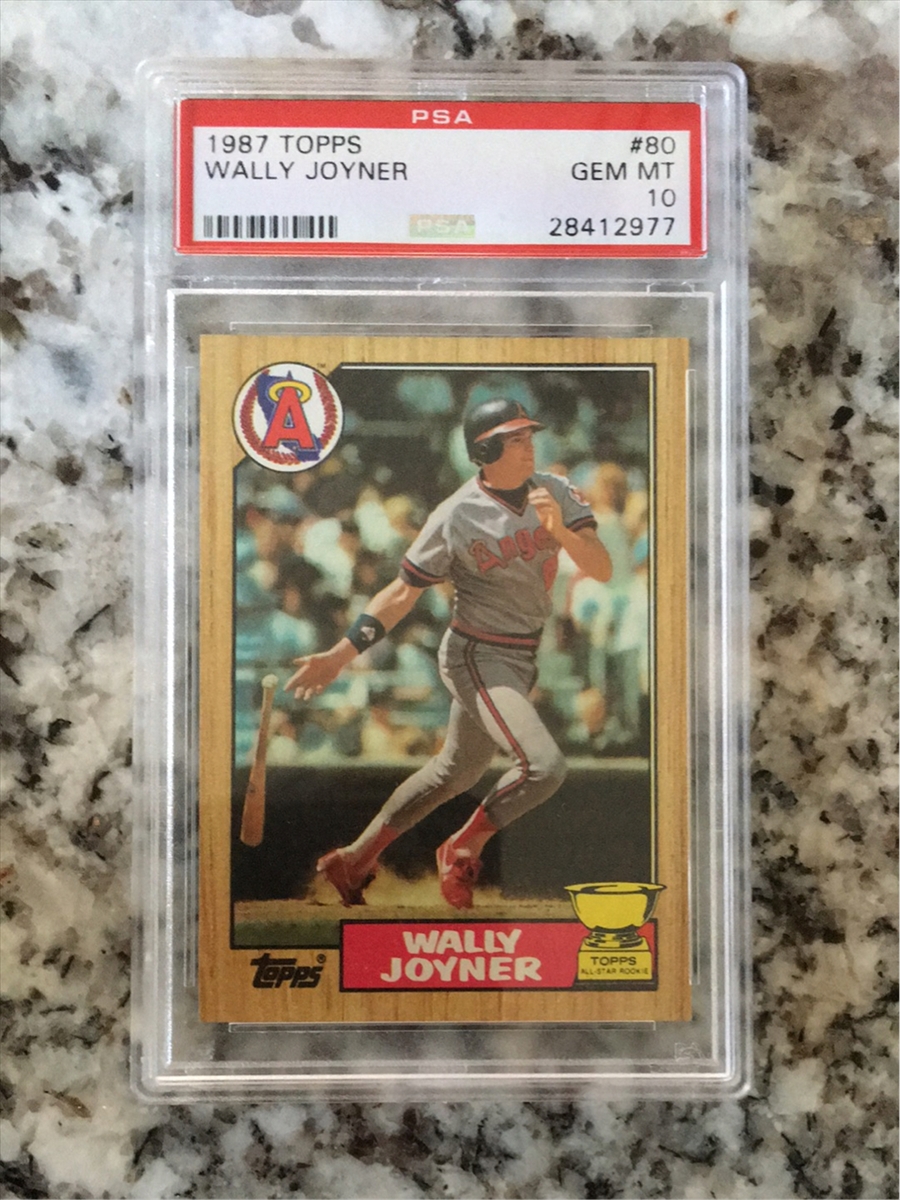 PSA
1987 TOPPS #80
WALLY JOYNER GEM MT
10
PSA 28412977
A
Angels
WALLY
JOYNER
Topps®
TOPPS
ALL-STAR ROOKIE